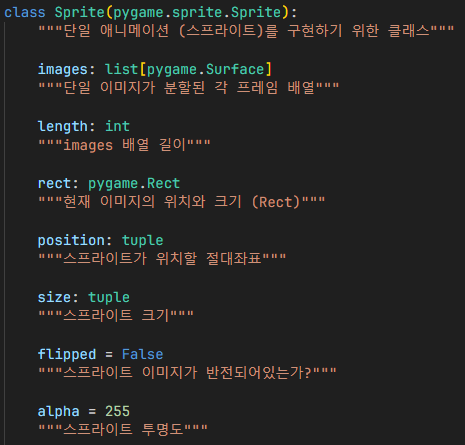 class Sprite(pygame.sprite.Sprite):
    """단일 애니메이션 (스프라이트)를 구현하기 위한 클래스"""
    images: list[pygame.Surface]
    """단일 이미지가 분할된 각 프레임 배열"""
    length: int
    """images 배열 길이"""
    rect: pygame.Rect
    """현재 이미지의 위치와 크기 (Rect)"""
    position: tuple
    """스프라이트가 위치할 절대좌표"""
    size: tuple
    """스프라이트 크기"""
    flipped = False
    """스프라이트 이미지가 반전되어있는가?"""
    alpha = 255
    """스프라이트 투명도"""